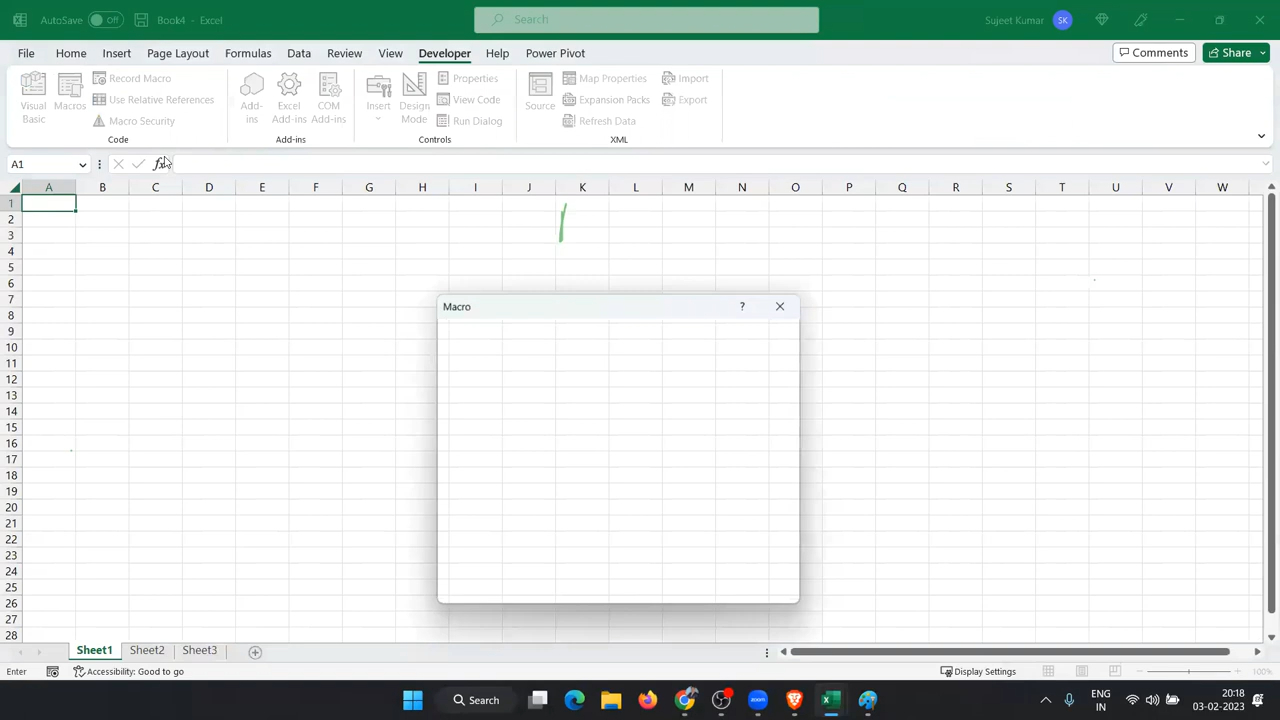 AutoSave Off Book4 - Excel Search Sujeet Kumar SK
File Home Insert Page Layout Formulas Data Review View Developer Help Power Pivot Comments Share
Visual Basic Macros Record Macro Use Relative References Macro Security Code
Add-ins Excel Add-ins COM Add-ins Add-ins
Insert Design Mode Properties View Code Run Dialog Controls
Source Map Properties Expansion Packs Refresh Data Import Export XML
A1 fx
A B C D E F G H I J K L M N O P Q R S T U V W
1
2
3
4
5
6
7
8
9
10
11
12
13
14
15
16
17
18
19
20
21
22
23
24
25
26
27
28
Macro ?
Sheet1 Sheet2 Sheet3
Enter Accessibility: Good to go Display Settings 100%
Search ENG IN 20:18 03-02-2023